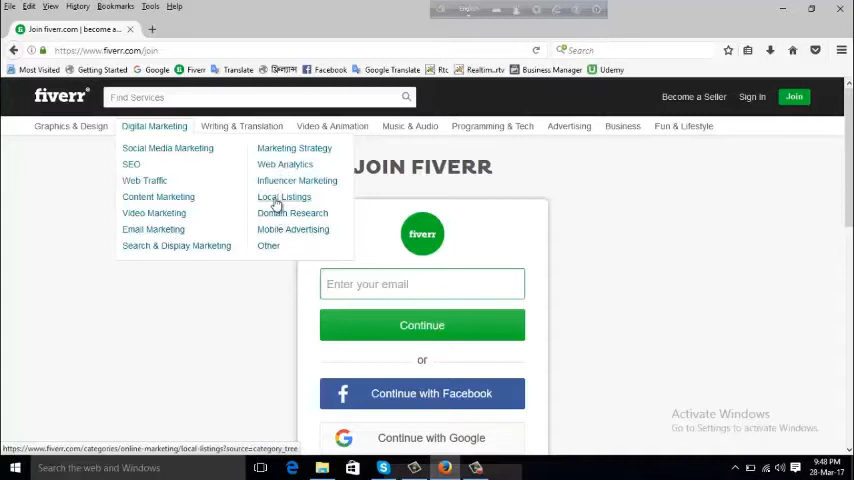 File Edit View History Bookmarks Tools Help
English
Join fiverr.com | become a...
https://www.fiverr.com/join
Search
Most Visited Getting Started Google Fiverr Translate ফ্রিল্যান্স Facebook Google Translate Rtc Realtim..rtv Business Manager Udemy
fiverr® Find Services Become a Seller Sign In Join
Graphics & Design Digital Marketing Writing & Translation Video & Animation Music & Audio Programming & Tech Advertising Business Fun & Lifestyle
Social Media Marketing Marketing Strategy
SEO Web Analytics
Web Traffic Influencer Marketing
Content Marketing Local Listings
Video Marketing Domain Research
Email Marketing Mobile Advertising
Search & Display Marketing Other
JOIN FIVERR
fiverr
Enter your email
Continue
or
Continue with Facebook
Continue with Google
Activate Windows
Go to Settings to activate Windows.
https://www.fiverr.com/categories/online-marketing/local-listings?source=category_tree
Search the web and Windows
9:48 PM
28-Mar-17